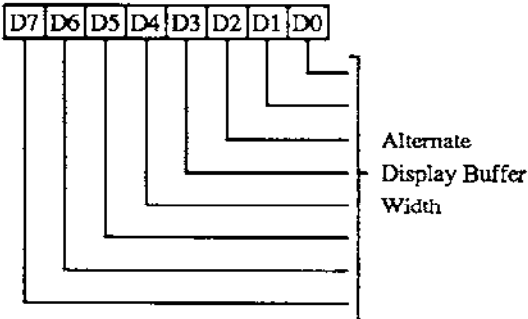 D7 D6 D5 D4 D3 D2 D1 D0
Alternate
Display Buffer
Width